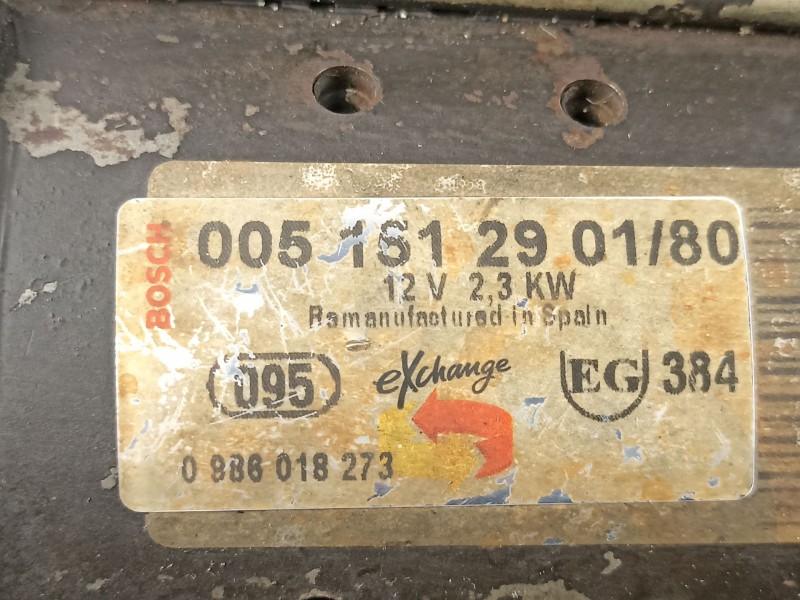 BOSCH
005 151 29 01/80
12 V 2,3 KW
Remanufactured in Spain
095 eXchange EG 384
0 986 018 273